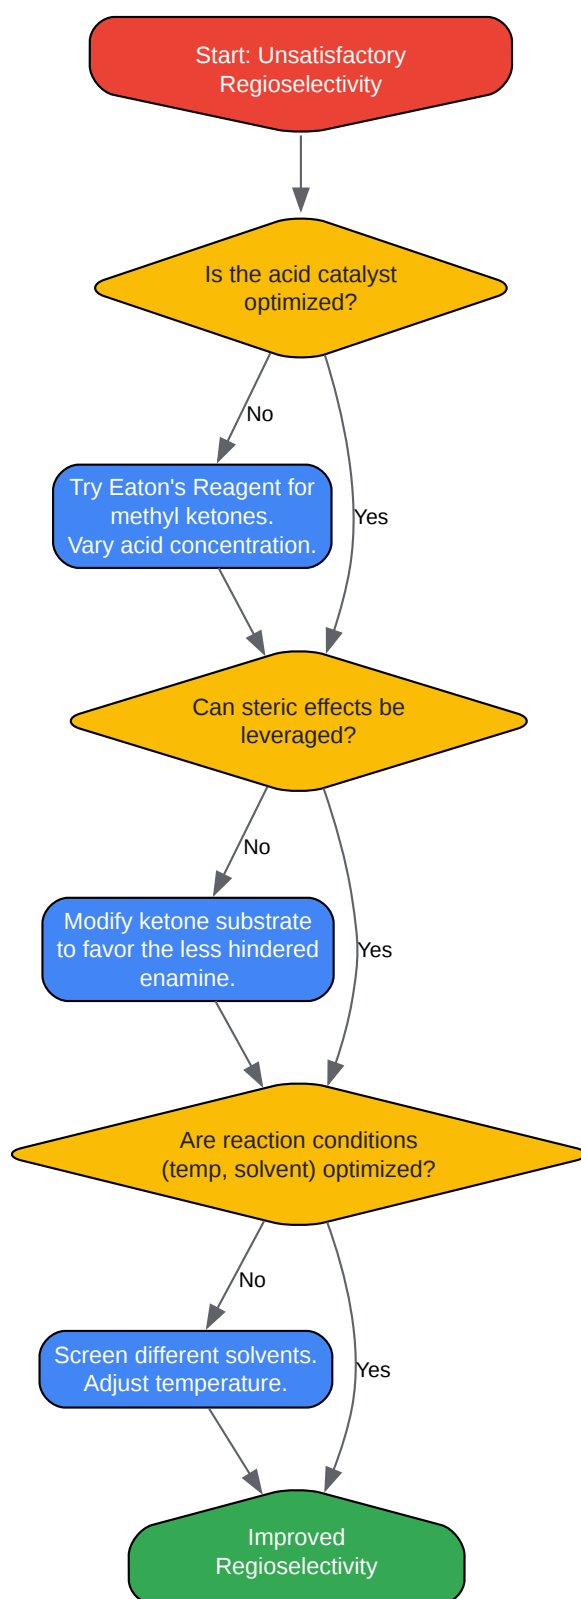 Start: Unsatisfactory
Regioselectivity
Is the acid catalyst
optimized?
No
Try Eaton's Reagent for
methyl ketones.
Vary acid concentration.
Yes
Can steric effects be
leveraged?
No
Modify ketone substrate
to favor the less hindered
enamine.
Yes
Are reaction conditions
(temp, solvent) optimized?
No
Screen different solvents.
Adjust temperature.
Yes
Improved
Regioselectivity